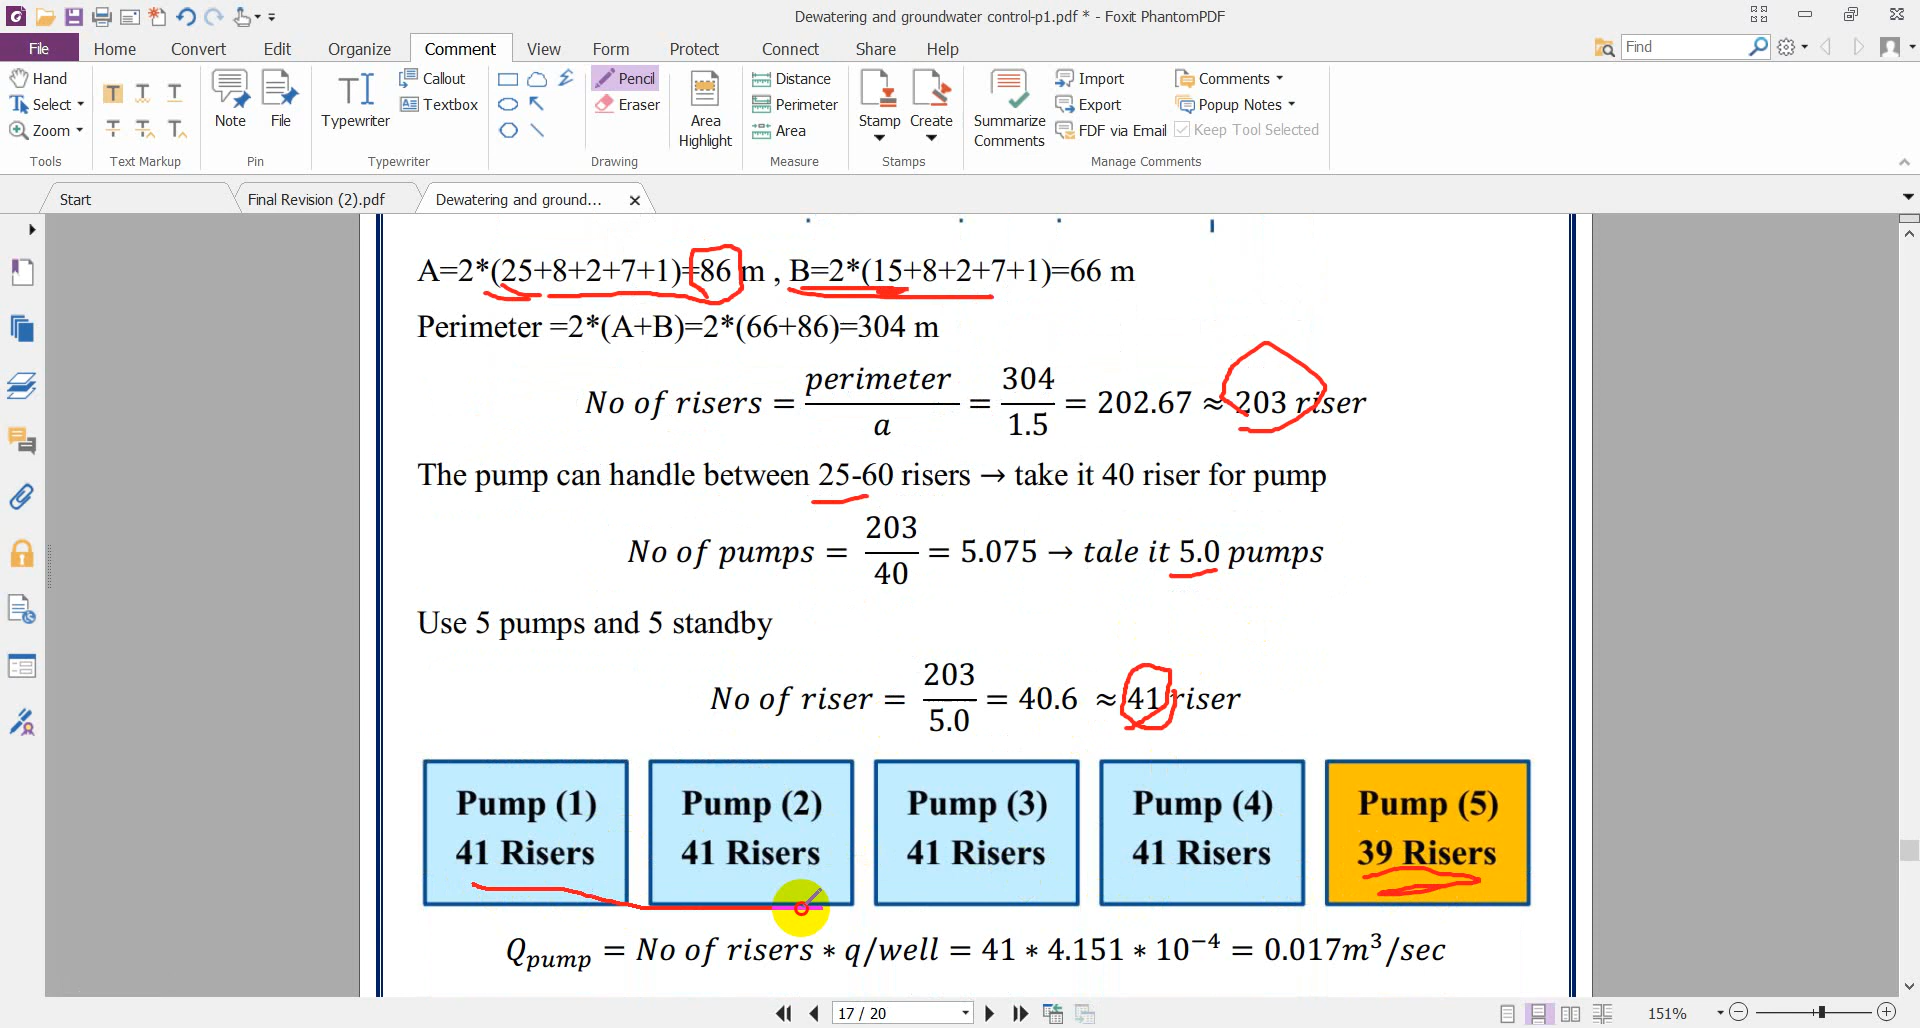 Dewatering and groundwater control-p1.pdf * - Foxit PhantomPDF
File Home Convert Edit Organize Comment View Form Protect Connect Share Help Find
Hand Callout Pencil Distance Import Comments
Select Textbox Eraser Perimeter Export Popup Notes
Zoom Note File Typewriter Area Highlight Area Stamp Create Summarize Comments FDF via Email Keep Tool Selected
Tools Text Markup Pin Typewriter Drawing Measure Stamps Manage Comments
Start Final Revision (2).pdf Dewatering and ground...
A=2*(25+8+2+7+1)=86 m , B=2*(15+8+2+7+1)=66 m
Perimeter =2*(A+B)=2*(66+86)=304 m
No of risers = perimeter / a = 304 / 1.5 = 202.67 ≈ 203 riser
The pump can handle between 25-60 risers → take it 40 riser for pump
No of pumps = 203 / 40 = 5.075 → tale it 5.0 pumps
Use 5 pumps and 5 standby
No of riser = 203 / 5.0 = 40.6 ≈ 41 riser
Pump (1) Pump (2) Pump (3) Pump (4) Pump (5)
41 Risers 41 Risers 41 Risers 41 Risers 39 Risers
Q_pump = No of risers * q/well = 41 * 4.151 * 10⁻⁴ = 0.017m³/sec
17 / 20 151%